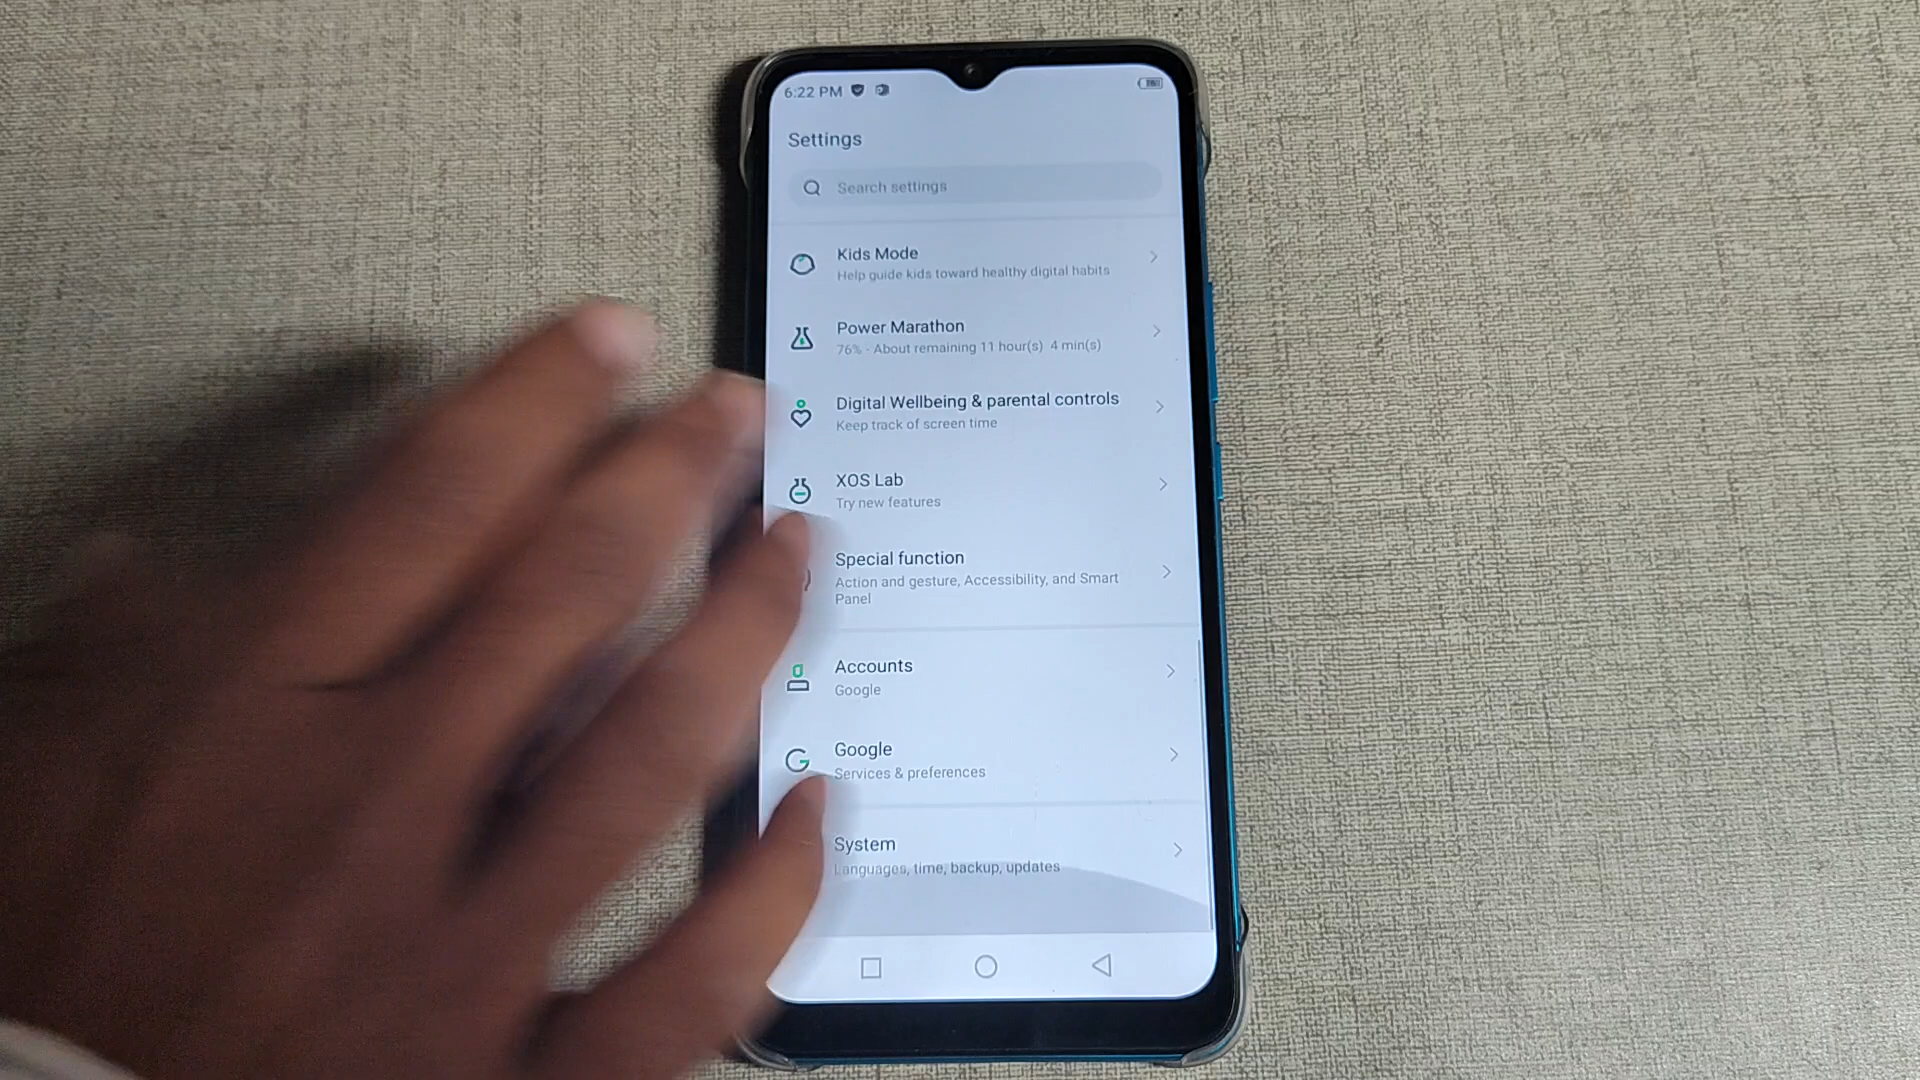 6:22 PM
Settings
Search settings
Kids Mode
Help guide kids toward healthy digital habits
Power Marathon
76% - About remaining 11 hour(s) 4 min(s)
Digital Wellbeing & parental controls
Keep track of screen time
XOS Lab
Try new features
Special function
Action and gesture, Accessibility, and Smart
Panel
Accounts
Google
Google
Services & preferences
System
Languages, time, backup, updates